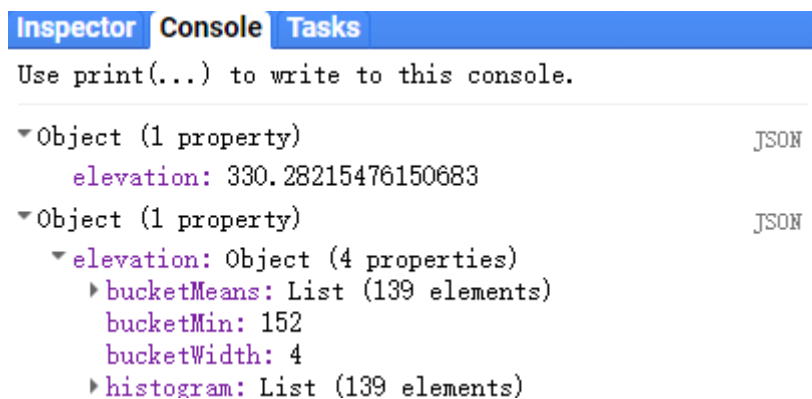 Inspector Console Tasks
Use print(...) to write to this console.
Object (1 property) JSON
elevation: 330.28215476150683
Object (1 property) JSON
elevation: Object (4 properties)
bucketMeans: List (139 elements)
bucketMin: 152
bucketWidth: 4
histogram: List (139 elements)